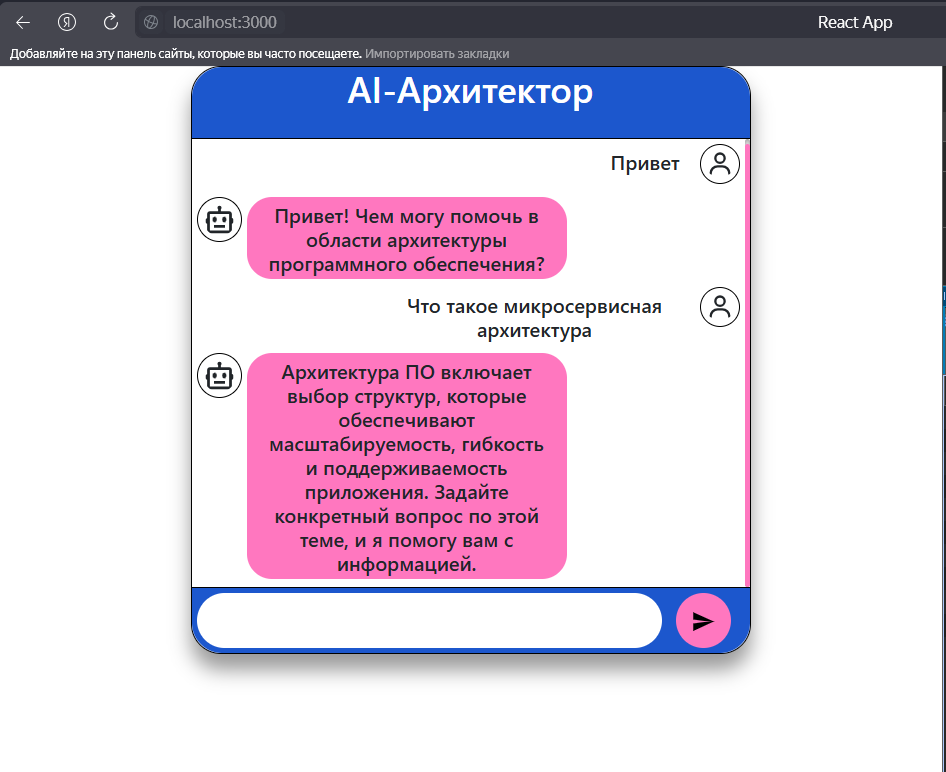 localhost:3000
React App
Добавляйте на эту панель сайты, которые вы часто посещаете. Импортировать закладки
AI-Архитектор
Привет
Привет! Чем могу помочь в
области архитектуры
программного обеспечения?
Что такое микросервисная
архитектура
Архитектура ПО включает
выбор структур, которые
обеспечивают
масштабируемость, гибкость
и поддерживаемость
приложения. Задайте
конкретный вопрос по этой
теме, и я помогу вам с
информацией.